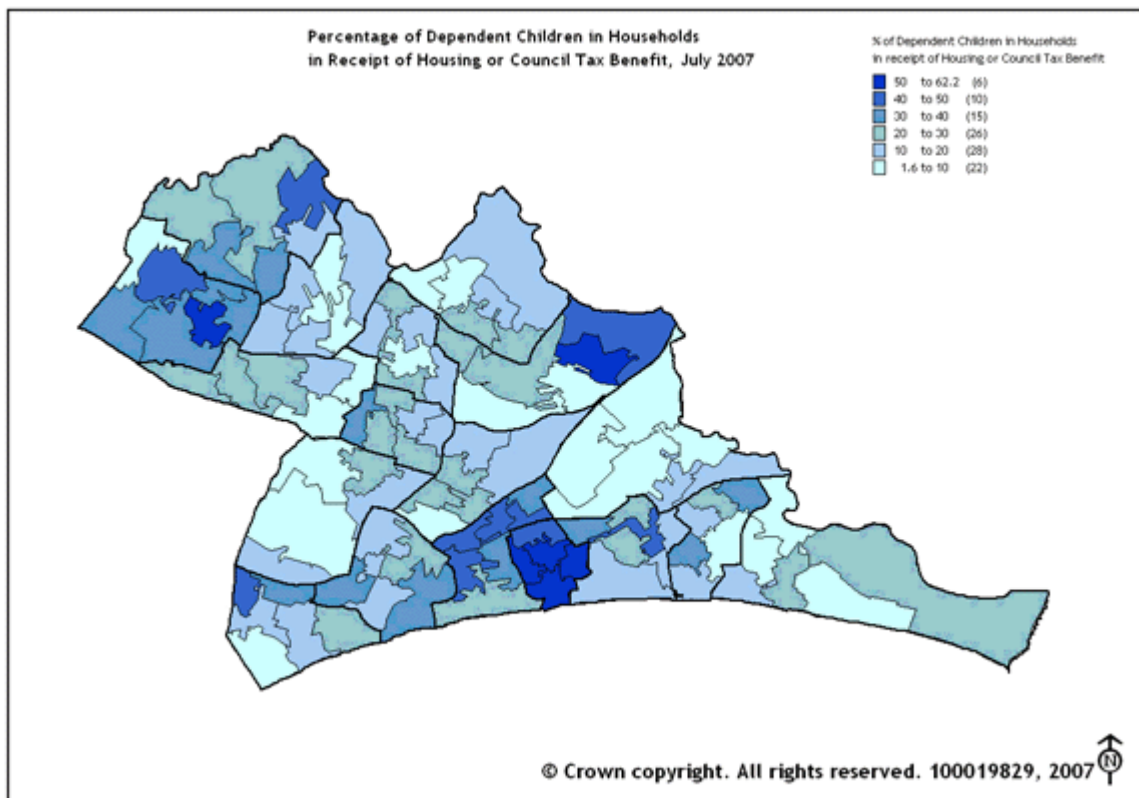 Percentage of Dependent Children in Households
in Receipt of Housing or Council Tax Benefit, July 2007
% of Dependent Children in Households
in receipt of Housing or Council Tax Benefit
50 to 62.2 (6)
40 to 50 (10)
30 to 40 (15)
20 to 30 (26)
10 to 20 (28)
1.6 to 10 (22)
© Crown copyright. All rights reserved. 100019829, 2007
N